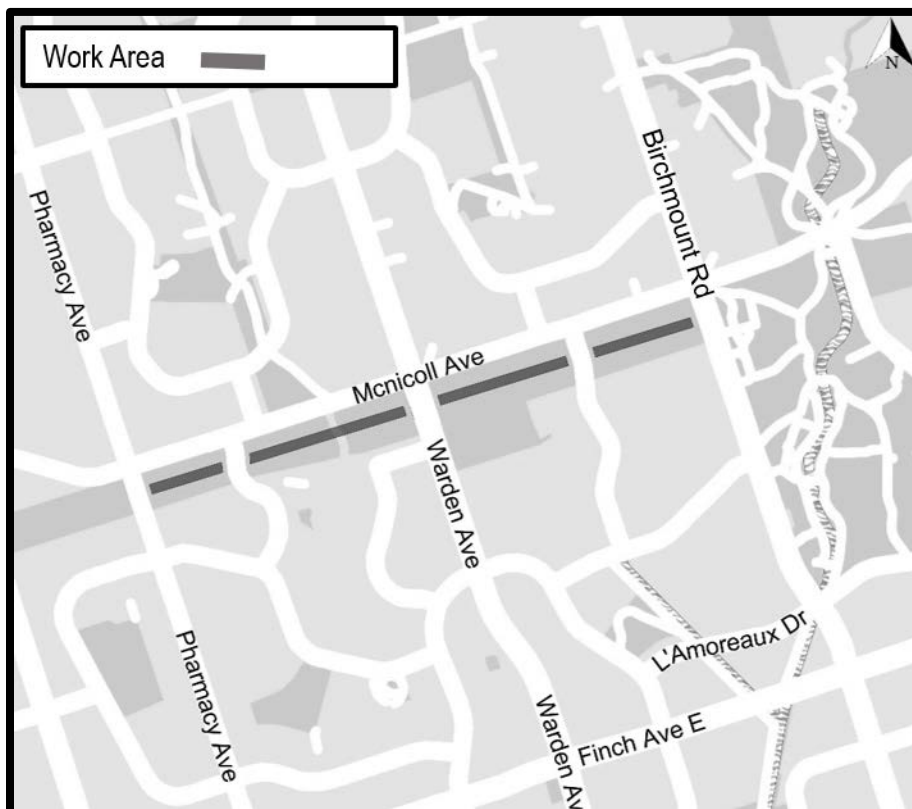 Work Area
N
Birchmount Rd
Pharmacy Ave
Mcnicoll Ave
Warden Ave
L'Amoreaux Dr
Pharmacy Ave
Warden Av
Finch Ave E